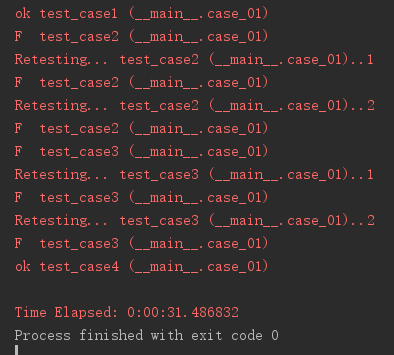 ok test_case1 (__main__.case_01)
F  test_case2 (__main__.case_01)
Retesting... test_case2 (__main__.case_01)..1
F  test_case2 (__main__.case_01)
Retesting... test_case2 (__main__.case_01)..2
F  test_case2 (__main__.case_01)
F  test_case3 (__main__.case_01)
Retesting... test_case3 (__main__.case_01)..1
F  test_case3 (__main__.case_01)
Retesting... test_case3 (__main__.case_01)..2
F  test_case3 (__main__.case_01)
ok test_case4 (__main__.case_01)
Time Elapsed: 0:00:31.486832
Process finished with exit code 0